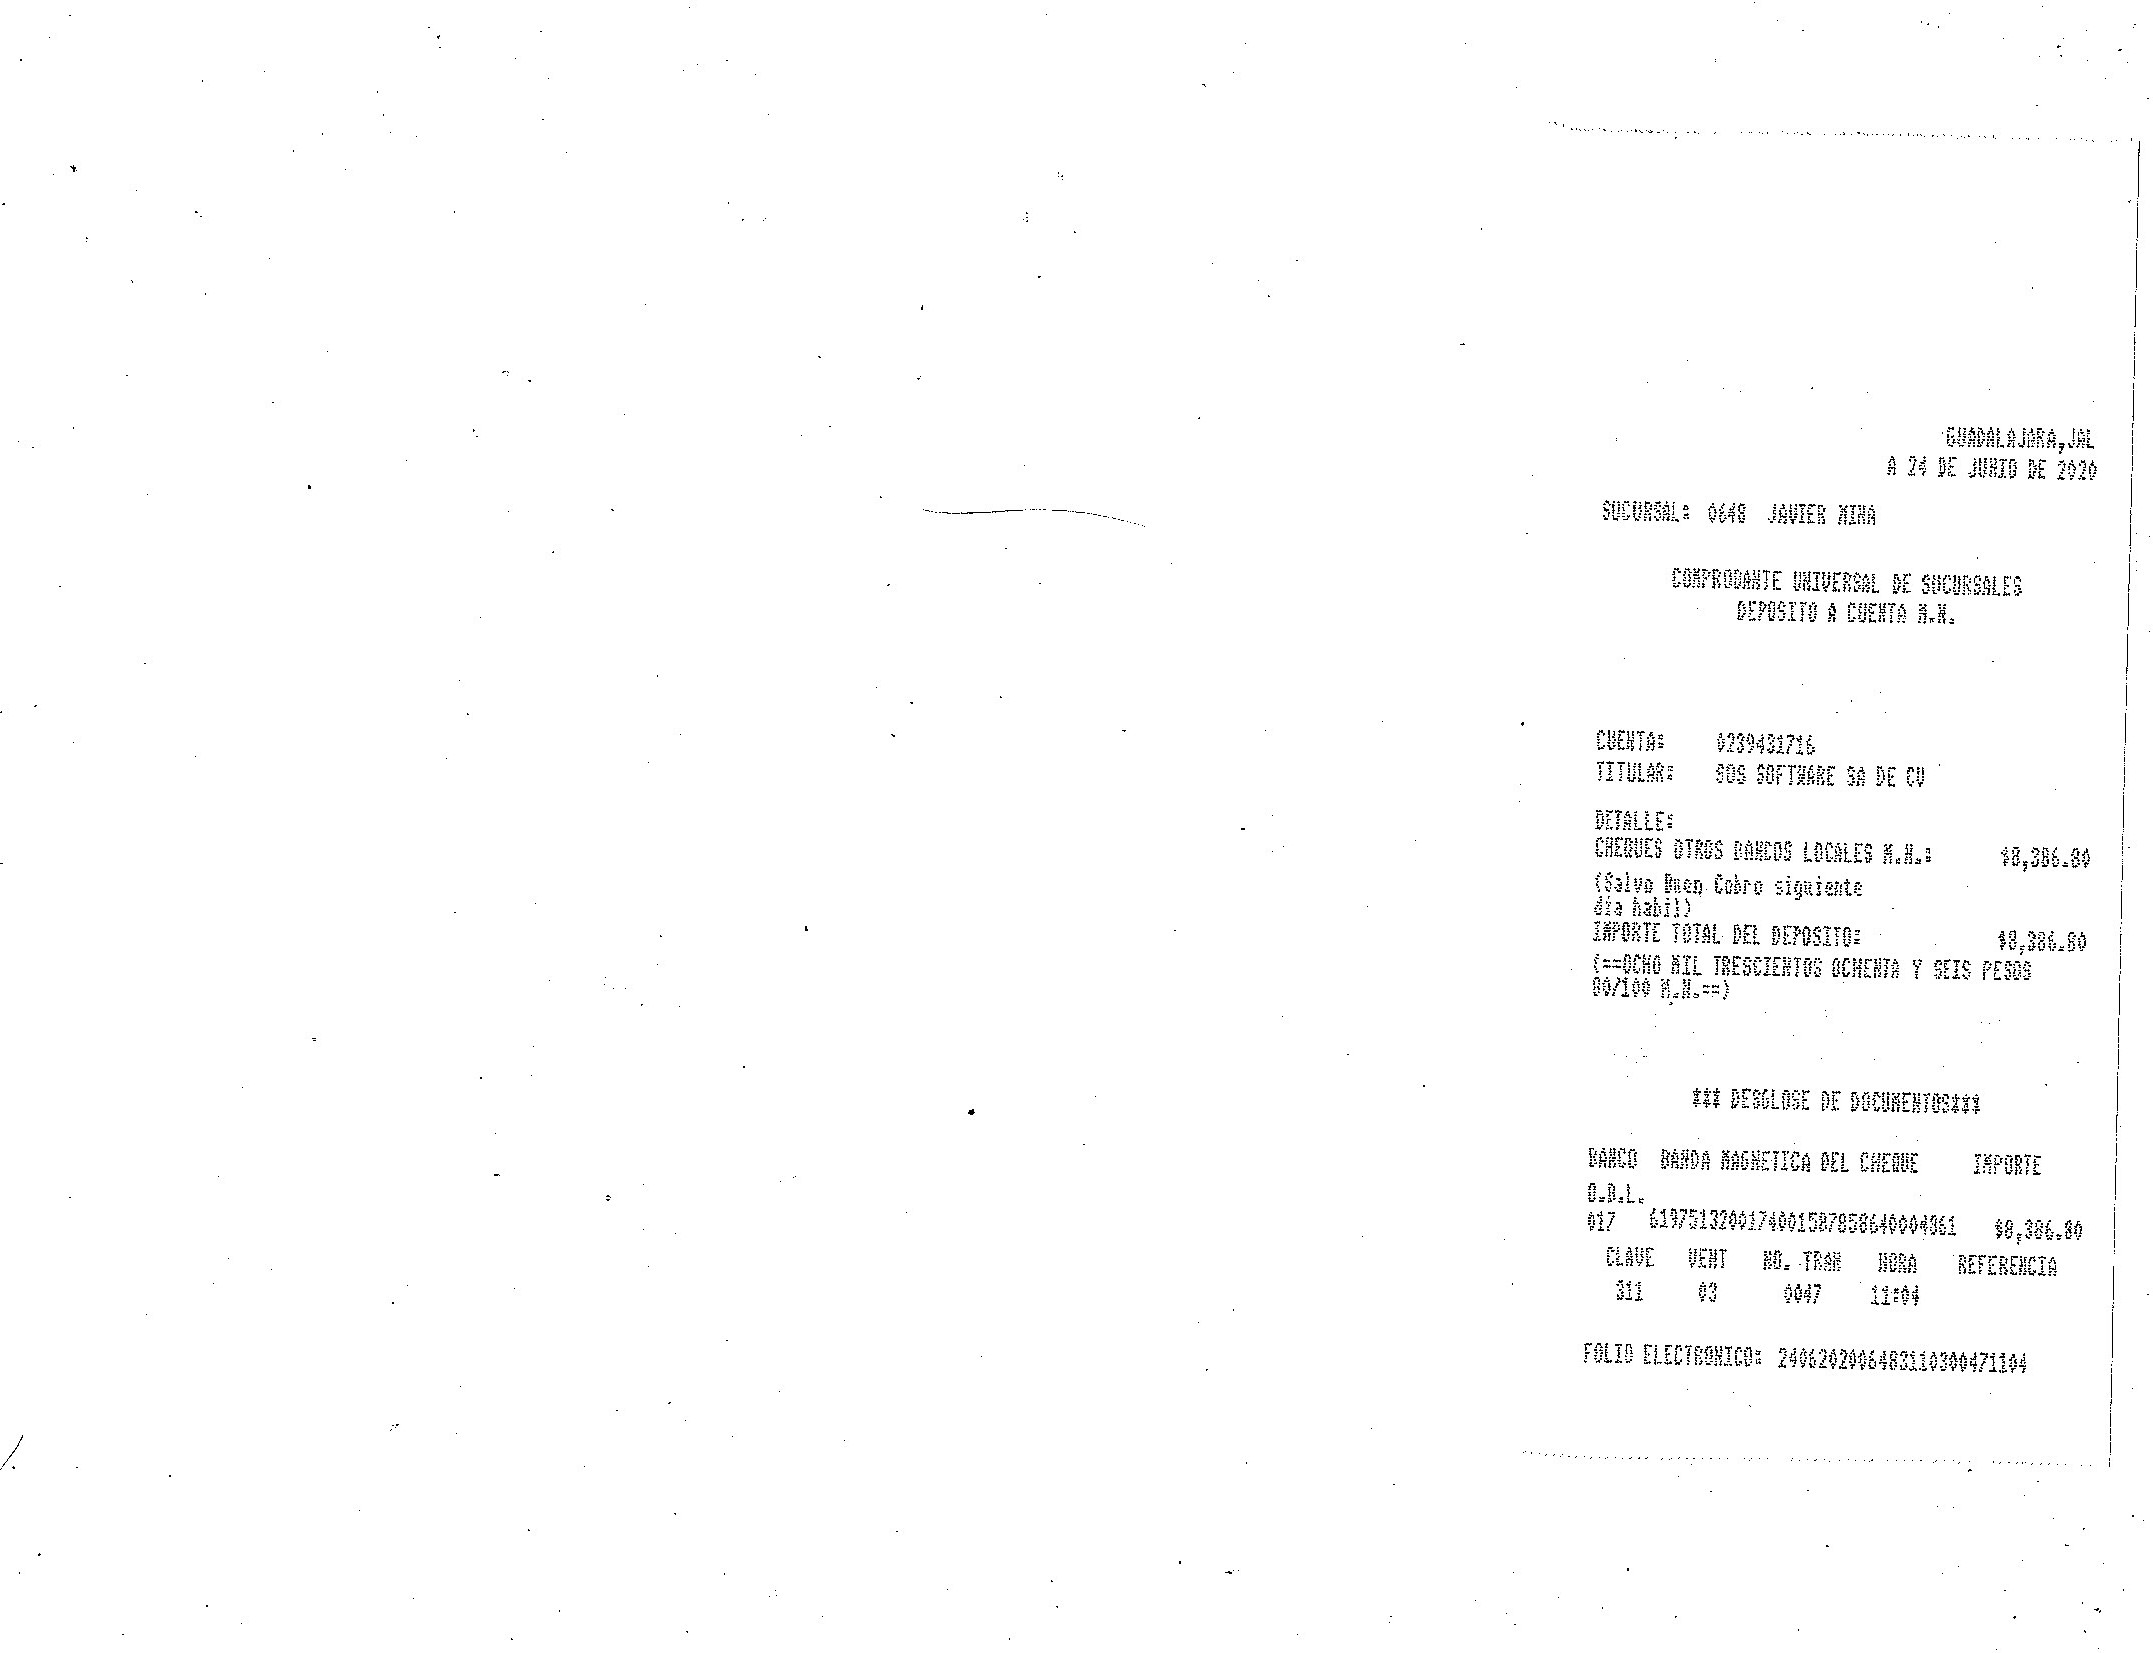 GUADALAJARA,JAL
A 24 DE JUNIO DE 2020
SUCURSAL: 0648 JAVIER MINA
COMPROBANTE UNIVERSAL DE SUCURSALES
DEPOSITO A CUENTA M.N.
CUENTA: 0239431716
TITULAR: SOS SOFTWARE SA DE CV
DETALLE:
CHEQUES OTROS BANCOS LOCALES M.N.: $8,386.80
(Salvo Buen Cobro siguiente
dia habil)
IMPORTE TOTAL DEL DEPOSITO: $8,386.80
(==OCHO MIL TRESCIENTOS OCHENTA Y SEIS PESOS
80/100 M.N.==)
*** DESGLOSE DE DOCUMENTOS***
BANCO BANDA MAGNETICA DEL CHEQUE IMPORTE
O.B.L.
017 6197513200174001587858640004861 $8,386.80
CLAVE VENT NO. TRAN HORA REFERENCIA
311 03 0047 11:04
FOLIO ELECTRONICO: 2406202006483110300471104